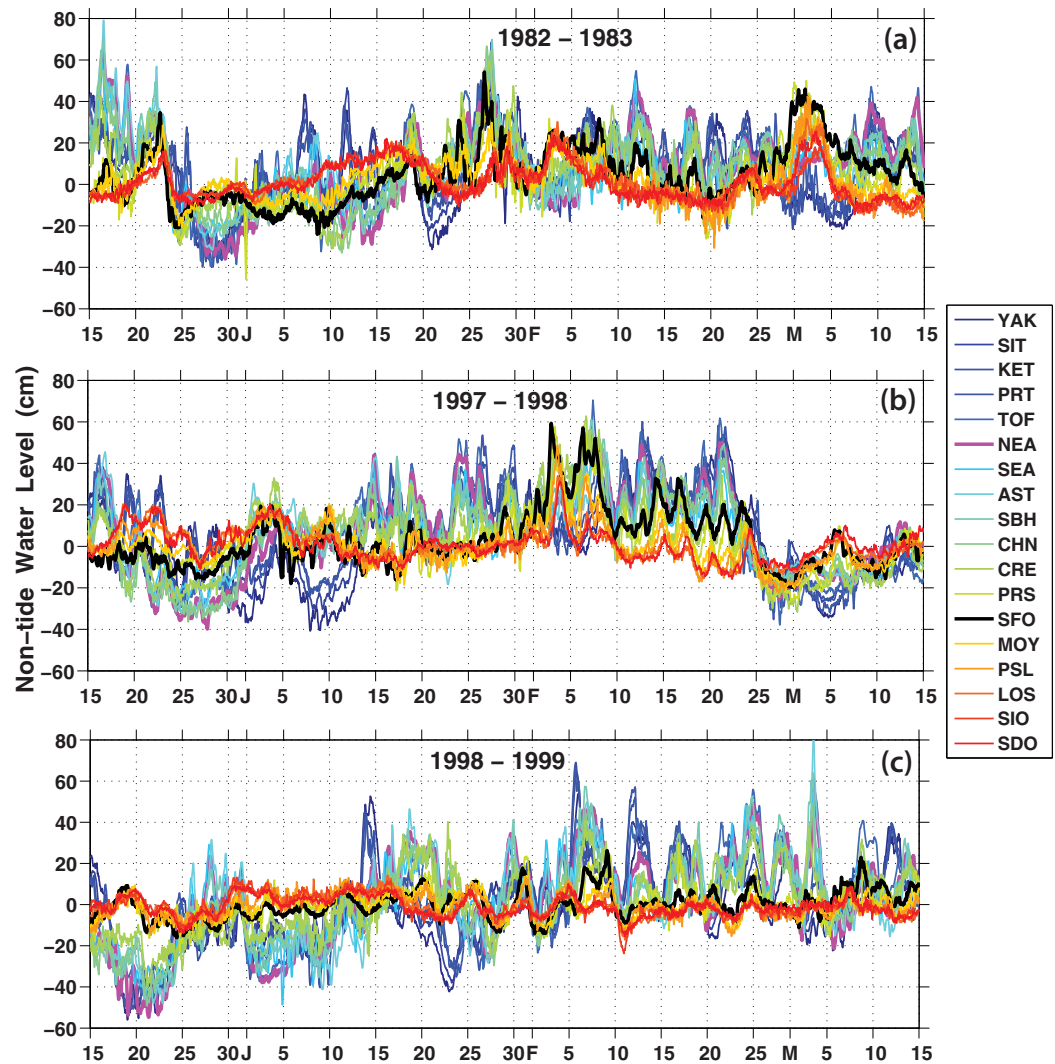 80 60 40 20 0 −20 −40 −60
1982 − 1983
(a)
15 20 25 30 J 5 10 15 20 25 30 F 5 10 15 20 25 M 5 10 15
Non−tide Water Level (cm)
80 60 40 20 0 −20 −40 −60
1997 − 1998
(b)
15 20 25 30 J 5 10 15 20 25 30 F 5 10 15 20 25 M 5 10 15
80 60 40 20 0 −20 −40 −60
1998 − 1999
(c)
15 20 25 30 J 5 10 15 20 25 30 F 5 10 15 20 25 M 5 10 15
YAK
SIT
KET
PRT
TOF
NEA
SEA
AST
SBH
CHN
CRE
PRS
SFO
MOY
PSL
LOS
SIO
SDO